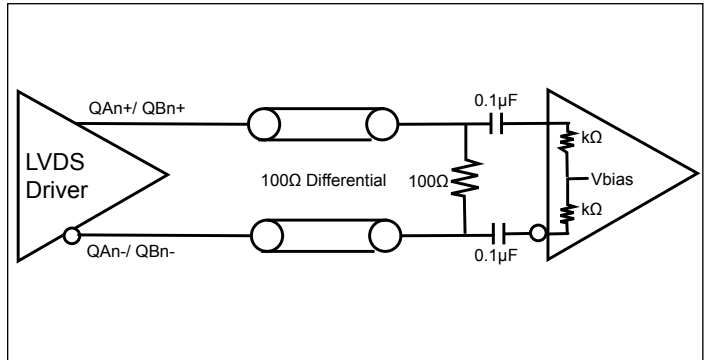 QAn+/ QBn+
0.1µF
kΩ
LVDS
Driver
100Ω Differential
100Ω
Vbias
kΩ
QAn-/ QBn-
0.1µF